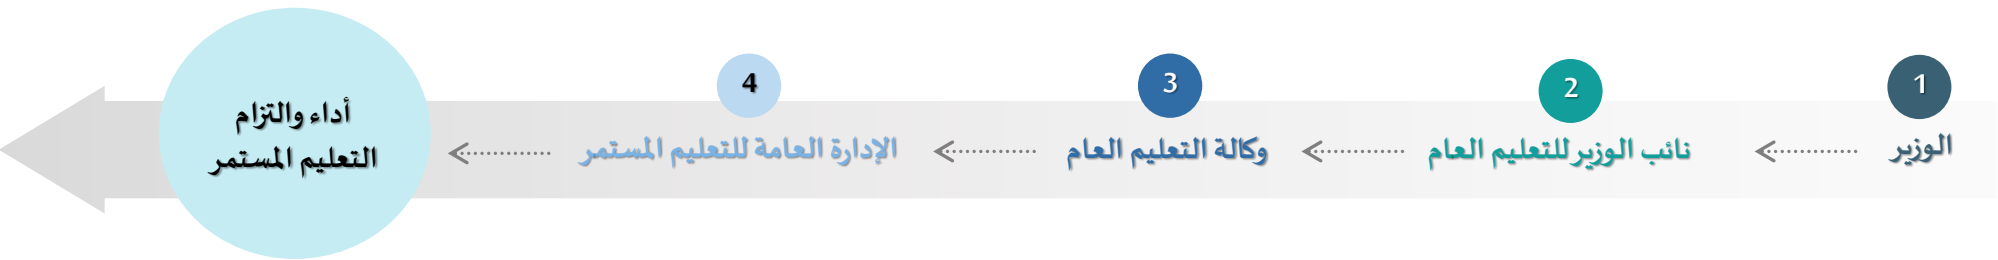 1
الوزير
2
نائب الوزير للتعليم العام
3
وكالة التعليم العام
4
الإدارة العامة للتعليم المستمر
أداء والتزام
التعليم المستمر